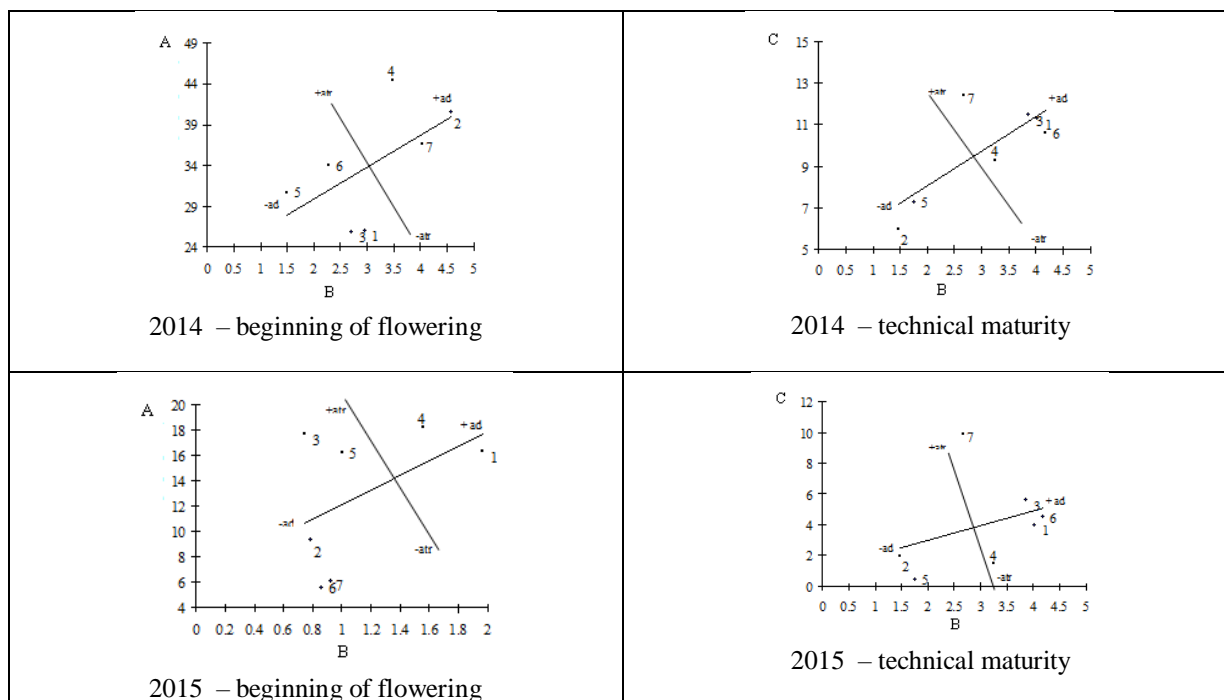 A
49
44
39
34
29
24
0 0.5 1 1.5 2 2.5 3 3.5 4 4.5 5
B
+atr
4
+ad
2
7
6
5
-ad
3 1
-atr
2014 – beginning of flowering
C
15
13
11
9
7
5
0 0.5 1 1.5 2 2.5 3 3.5 4 4.5 5
B
+atr
7
+ad
3 1
6
4
-ad
5
2
-atr
2014 – technical maturity
A
20
18
16
14
12
10
8
6
4
0 0.2 0.4 0.6 0.8 1 1.2 1.4 1.6 1.8 2
B
+atr
4
+ad
3
5
1
-ad
2
-atr
6 7
2015 – beginning of flowering
C
12
10
8
6
4
2
0
0 0.5 1 1.5 2 2.5 3 3.5 4 4.5 5
B
7
+atr
+ad
3
6
1
-ad
2
4
5
-atr
2015 – technical maturity